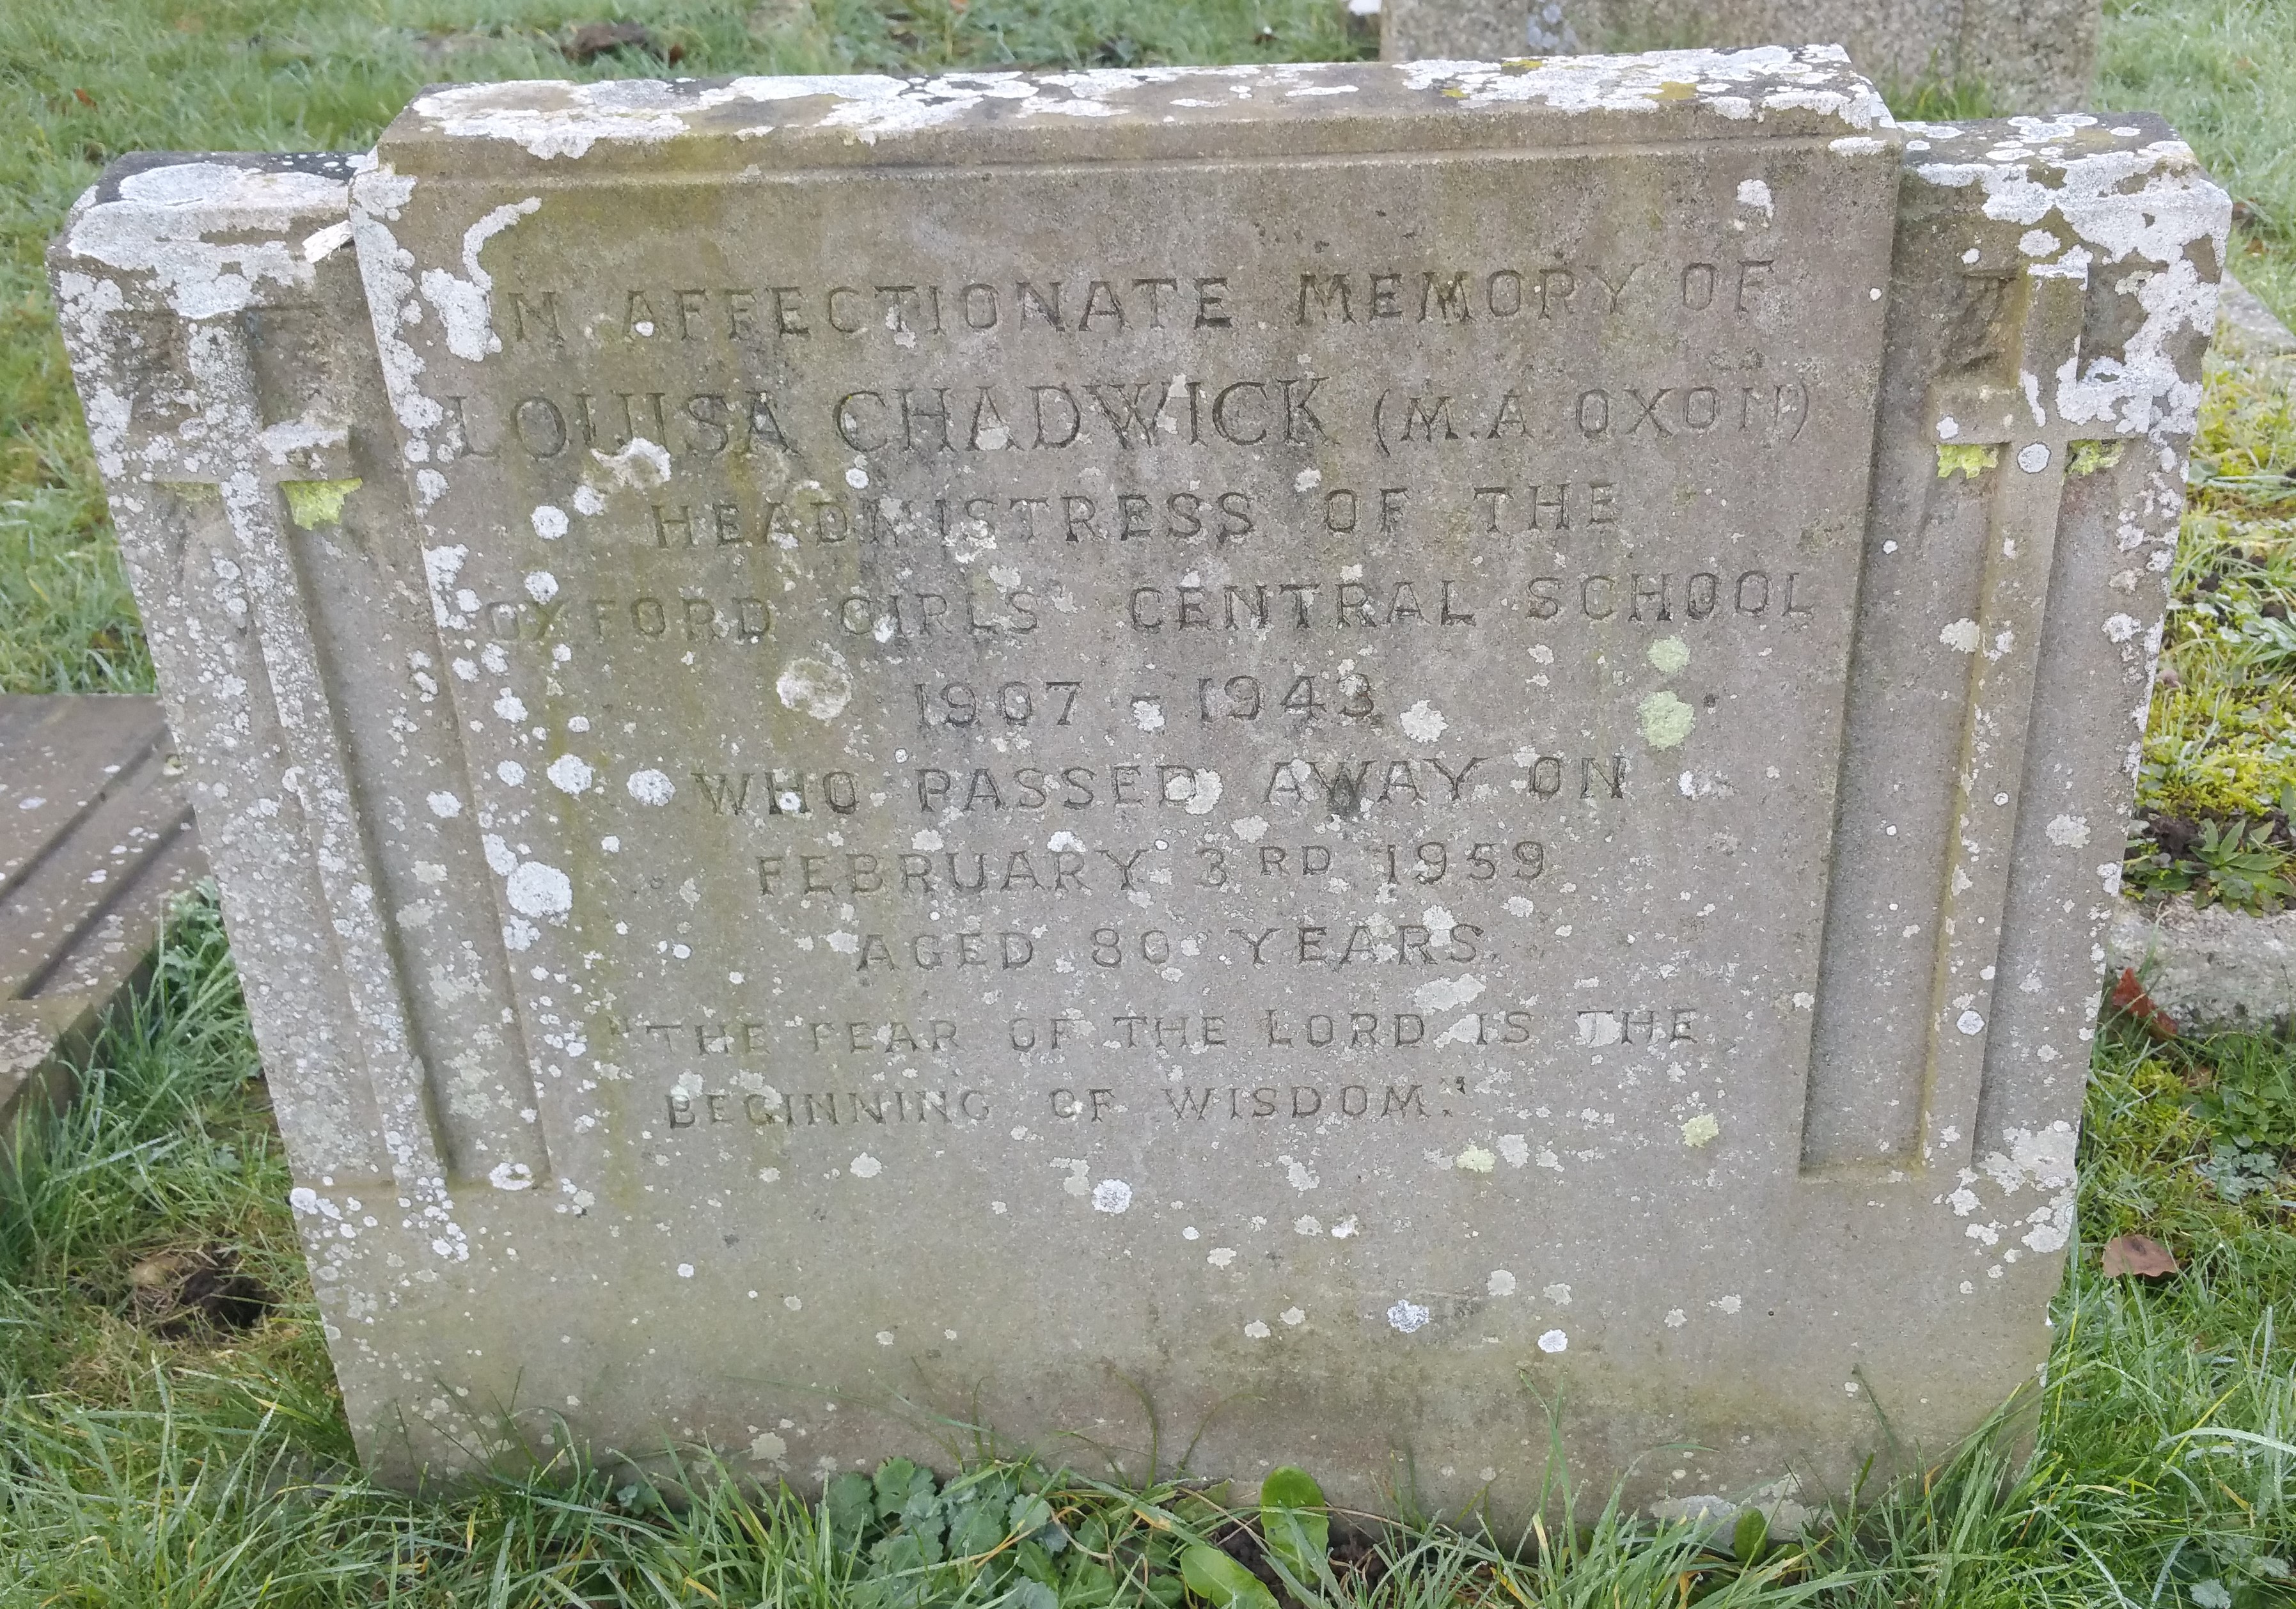 IN AFFECTIONATE MEMORY OF
LOUISA CHADWICK (M.A. OXON)
HEADMISTRESS OF THE
OXFORD GIRLS' CENTRAL SCHOOL
1907 - 1943
WHO PASSED AWAY ON
FEBRUARY 3RD 1959
AGED 80 YEARS.
"THE FEAR OF THE LORD IS THE
BEGINNING OF WISDOM."